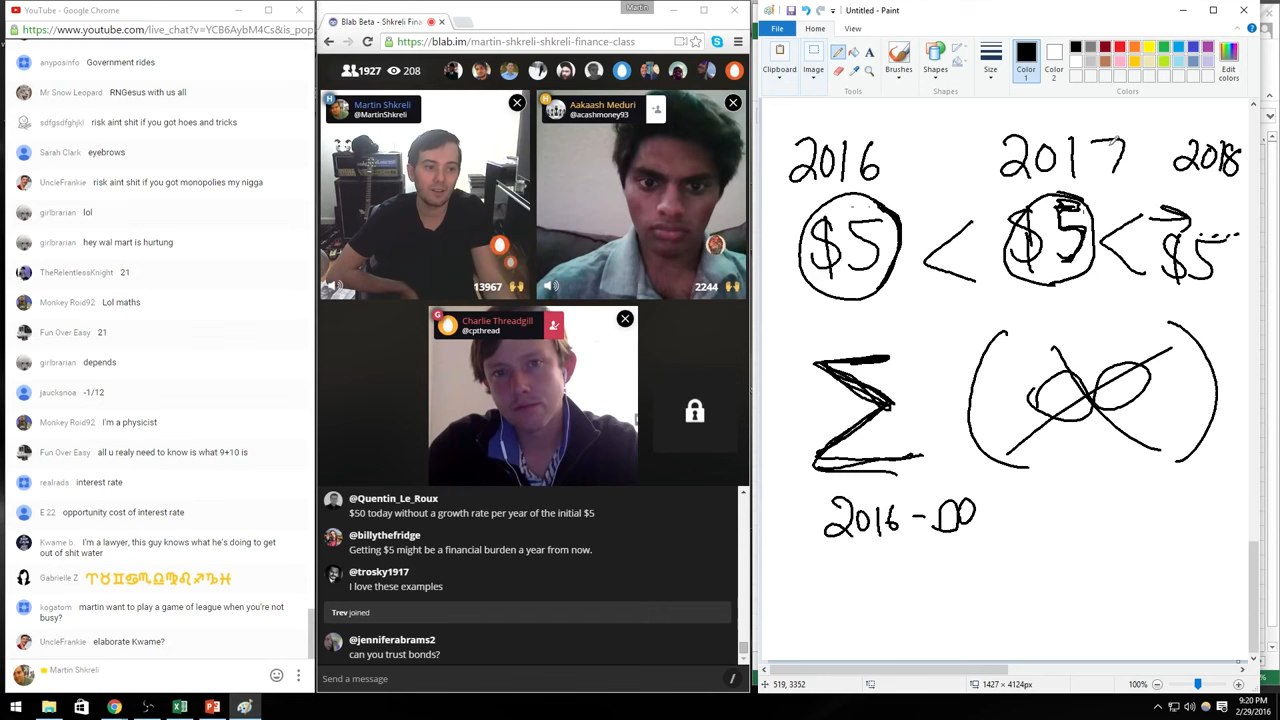 YouTube - Google Chrome
https://www.youtube.com/live_chat?v=YCB6AybM4Cs&is_pop
anyposinfo Government rides
Mr Snow Leopard RNGesus with us all
sdfgsdfghjkl risk aint shit if you got hoes and tricks
Sarah Clark eyebrows
UncleFrankie risk aint shit if you got monopolies my nigga
girlbrarian lol
girlbrarian hey wal mart is hurtung
TheRelentlessKnight 21
Monkey Roid92 Lol maths
Fun Over Easy 21
girlbrarian depends
jaucksnoa -1/12
Monkey Roid92 I'm a physicist
Fun Over Easy all u realy need to know is what 9+10 is
realrads interest rate
E 22 opportunity cost of interest rate
Kwame b. I'm a lawyer, this guy knows what he's doing to get
out of shit water
Gabrielle Z ♈♉♊♎♍♌♋♐♑♓
kogatom martin want to play a game of league when you're not
busy?
UncleFrankie elaborate Kwame?
Martin Shkreli
Martin
Blab Beta - Shkreli Fina
https://blab.im/martin-shkreli-shkreli-finance-class
1927 208
H Martin Shkreli
@MartinShkreli
13967
H Aakaash Meduri
@acashmoney93
2244
G Charlie Threadgill
@cpthread
@Quentin_Le_Roux
$50 today without a growth rate per year of the initial $5
@billythefridge
Getting $5 might be a financial burden a year from now.
@trosky1917
I love these examples
Trev joined
@jenniferabrams2
can you trust bonds?
Send a message
Untitled - Paint
File Home View
Clipboard Image Tools Brushes Shapes Size Color 1 Color 2 Colors Edit colors
2016 2017 2018
$5 < $5 < $5
Σ (∞)
2016 - ∞
519, 3352 1427 × 4124px 100%
9:20 PM
2/29/2016